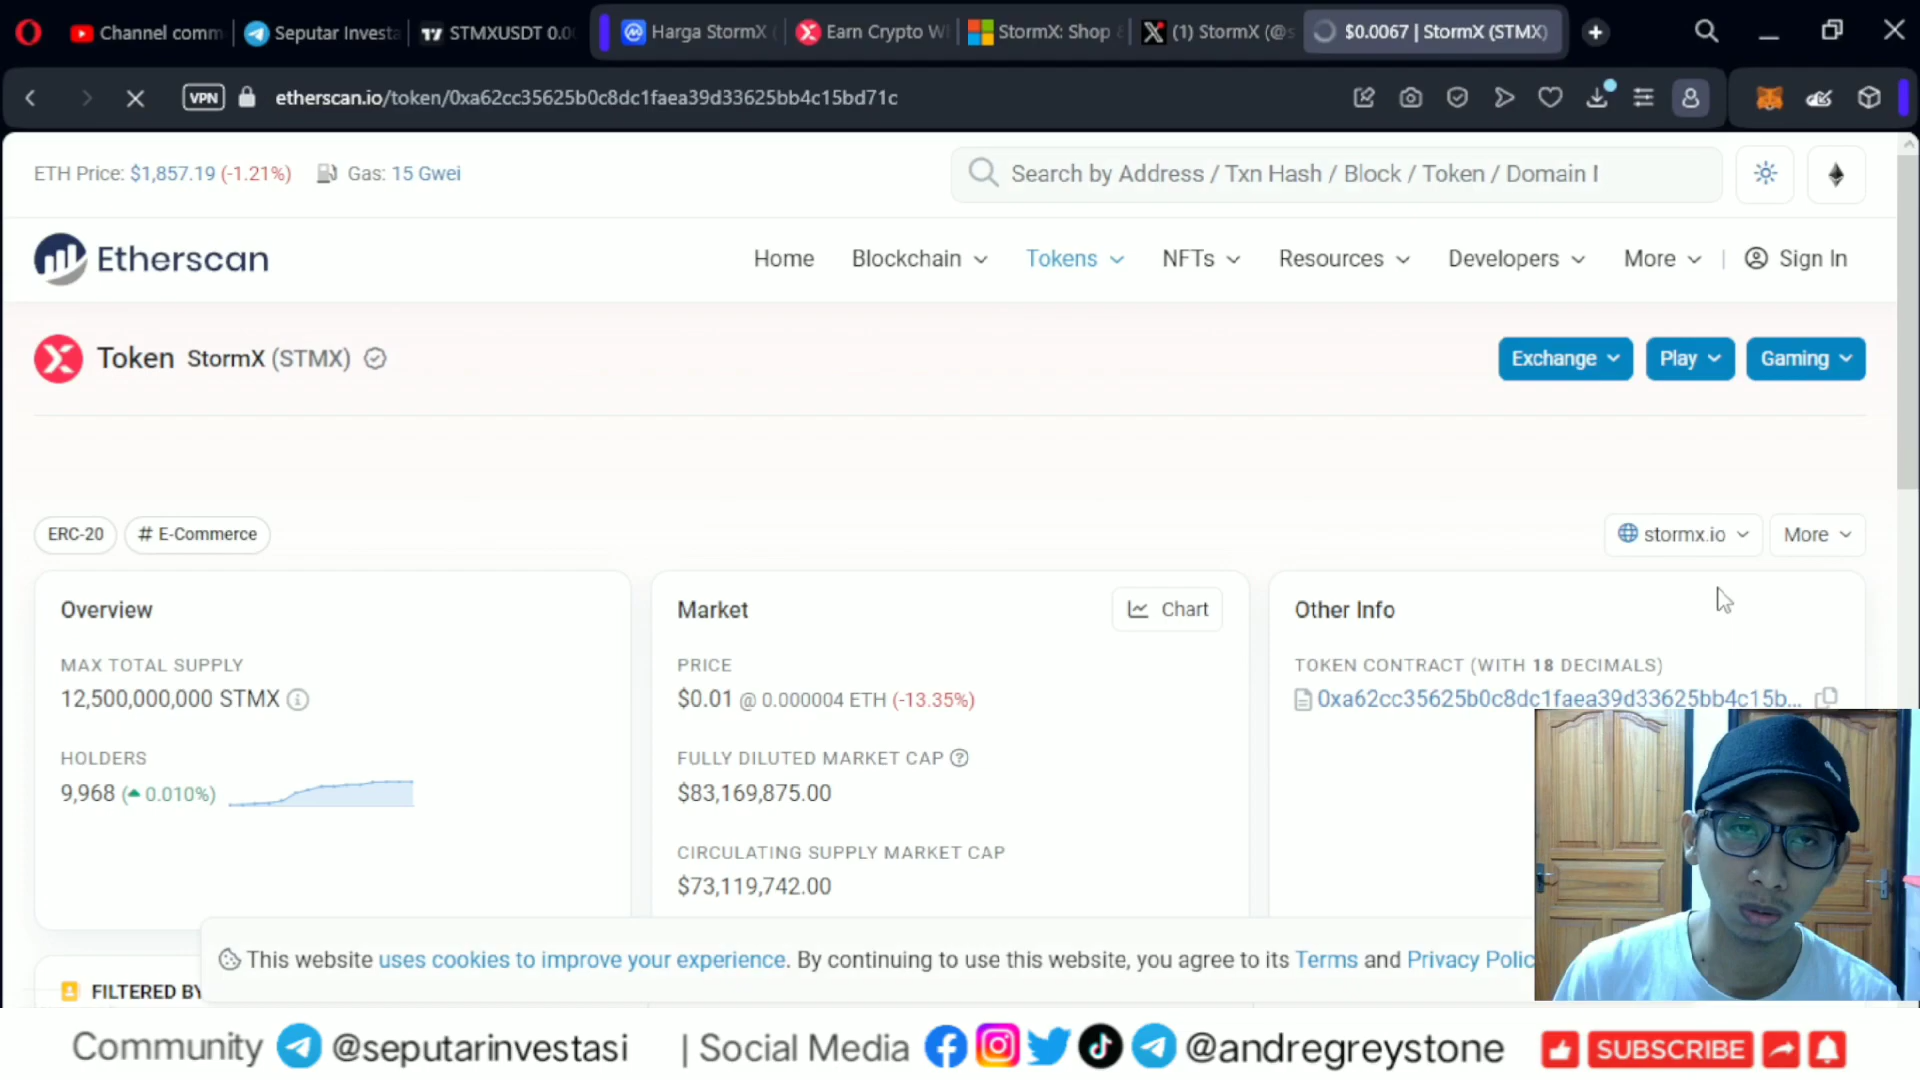 Channel comm
Seputar Investa
STMXUSDT 0.00
Harga StormX (
Earn Crypto W
StormX: Shop &
(1) StormX (@s
$0.0067 | StormX (STMX)
VPN
etherscan.io/token/0xa62cc35625b0c8dc1faea39d33625bb4c15bd71c
ETH Price: $1,857.19 (-1.21%)
Gas: 15 Gwei
Search by Address / Txn Hash / Block / Token / Domain
Etherscan
Home
Blockchain
Tokens
NFTs
Resources
Developers
More
Sign In
Token StormX (STMX)
Exchange
Play
Gaming
ERC-20
# E-Commerce
stormx.io
More
Overview
MAX TOTAL SUPPLY
12,500,000,000 STMX
HOLDERS
9,968 (0.010%)
Market
Chart
PRICE
$0.01 @ 0.000004 ETH (-13.35%)
FULLY DILUTED MARKET CAP
$83,169,875.00
CIRCULATING SUPPLY MARKET CAP
$73,119,742.00
Other Info
TOKEN CONTRACT (WITH 18 DECIMALS)
0xa62cc35625b0c8dc1faea39d33625bb4c15b...
This website uses cookies to improve your experience. By continuing to use this website, you agree to its Terms and Privacy Polic
FILTERED BY
Community @seputarinvestasi | Social Media @andregreystone SUBSCRIBE